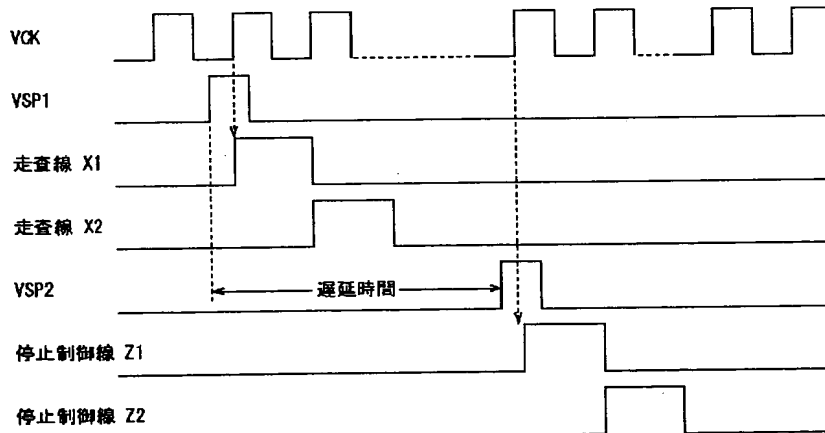 VCK
VSP1
走査線 X1
走査線 X2
VSP2
遅延時間
停止制御線 Z1
停止制御線 Z2